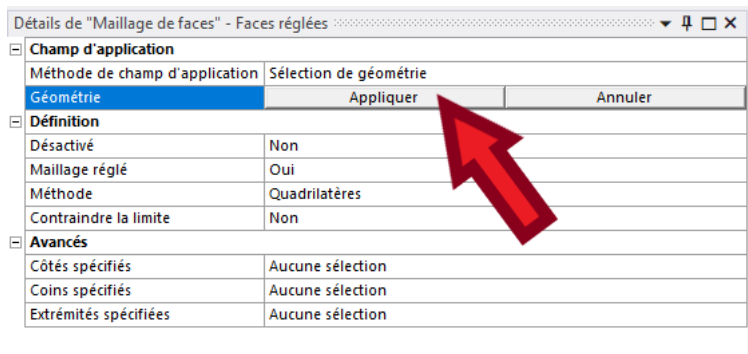 Détails de "Maillage de faces" - Faces réglées
Champ d'application
Méthode de champ d'application Sélection de géométrie
Géométrie Appliquer Annuler
Définition
Désactivé Non
Maillage réglé Oui
Méthode Quadrilatères
Contraindre la limite Non
Avancés
Côtés spécifiés Aucune sélection
Coins spécifiés Aucune sélection
Extrémités spécifiées Aucune sélection